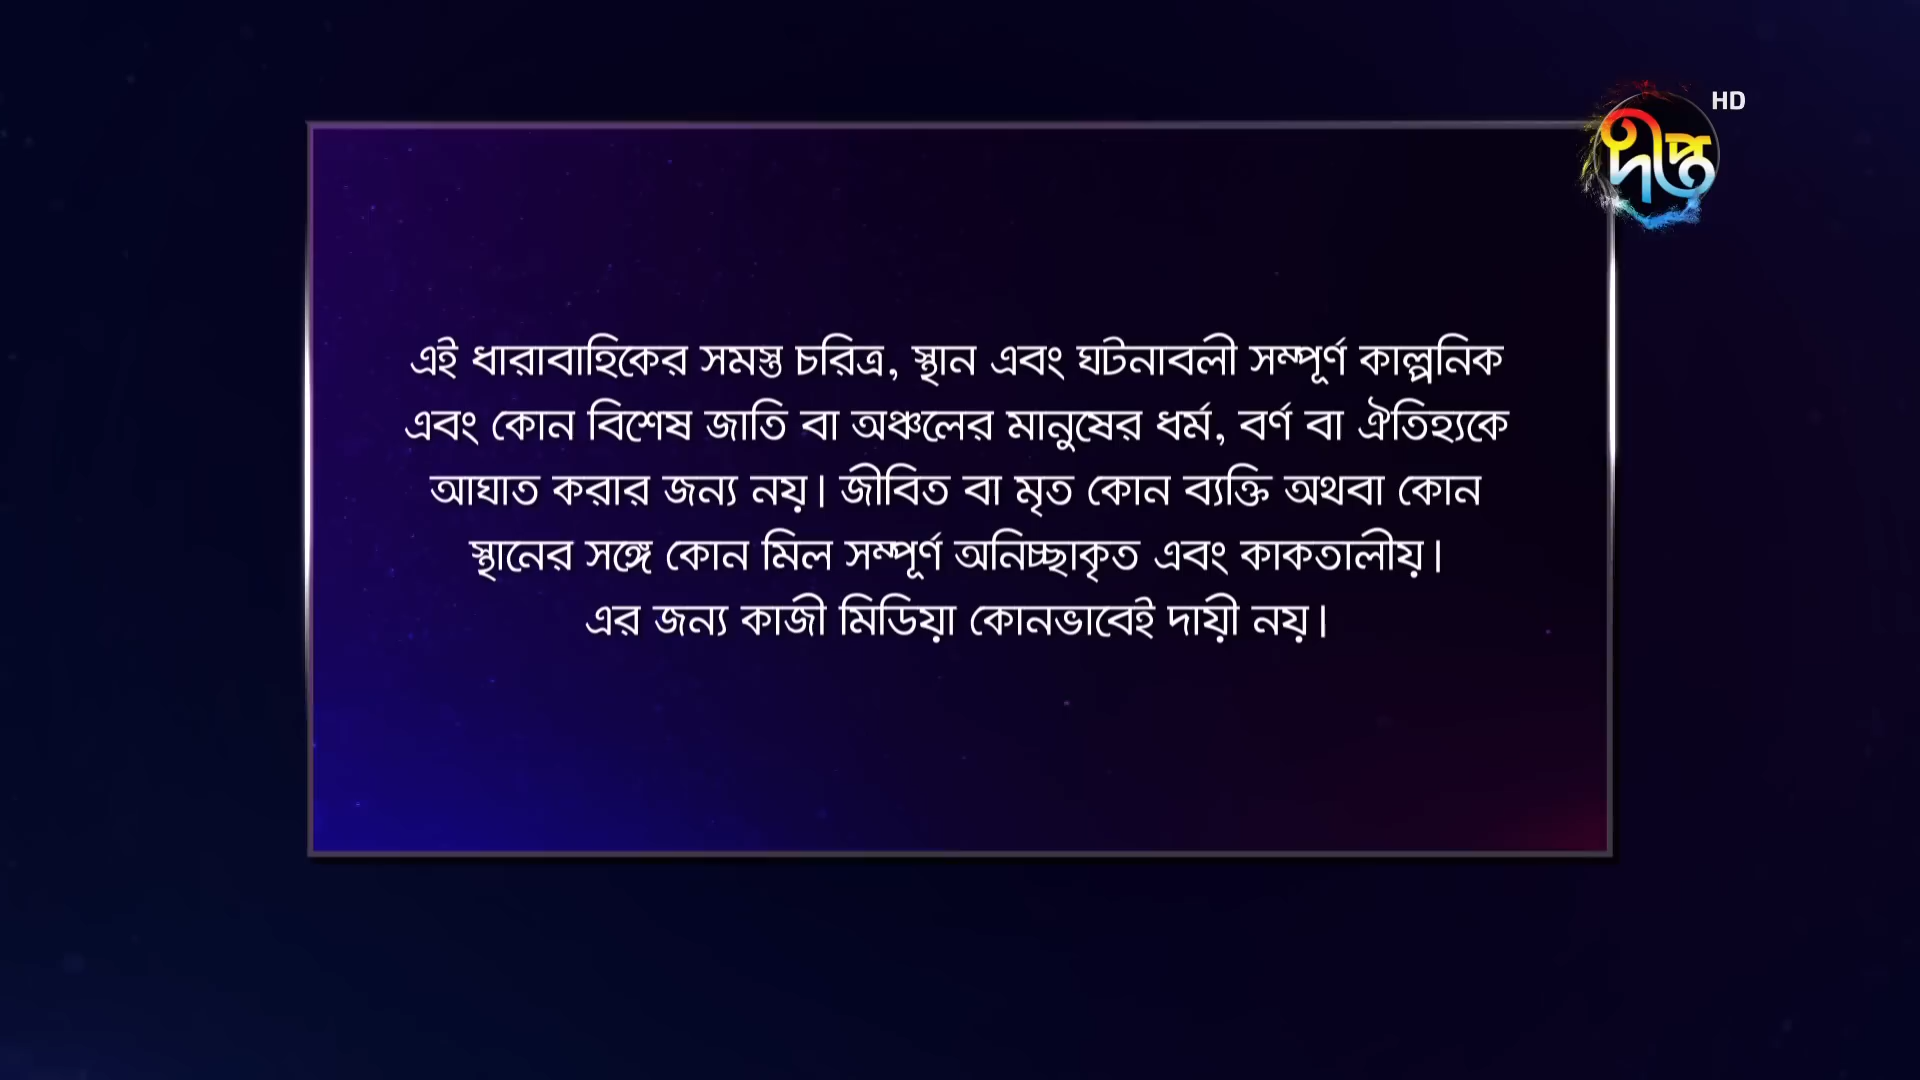 দীপ্ত HD
এই ধারাবাহিকের সমস্ত চরিত্র, স্থান এবং ঘটনাবলী সম্পূর্ণ কাল্পনিক
এবং কোন বিশেষ জাতি বা অঞ্চলের মানুষের ধর্ম, বর্ণ বা ঐতিহ্যকে
আঘাত করার জন্য নয়। জীবিত বা মৃত কোন ব্যক্তি অথবা কোন
স্থানের সঙ্গে কোন মিল সম্পূর্ণ অনিচ্ছাকৃত এবং কাকতালীয়।
এর জন্য কাজী মিডিয়া কোনভাবেই দায়ী নয়।